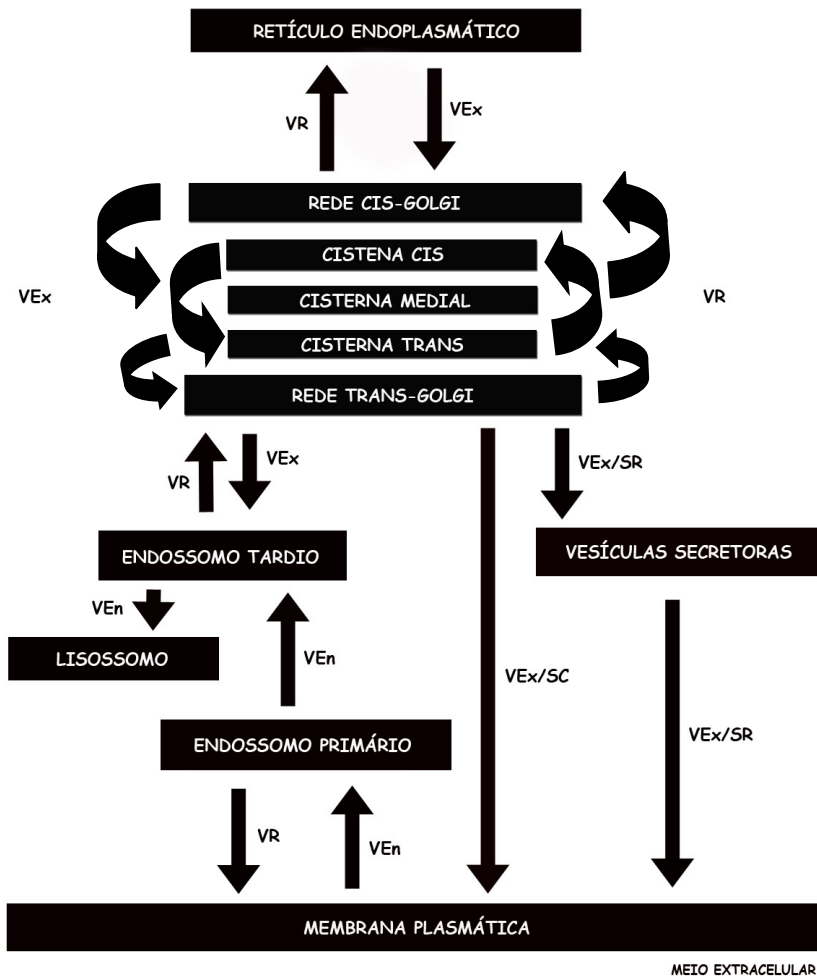 RETÍCULO ENDOPLASMÁTICO
VR
VEx
REDE CIS-GOLGI
CISTENA CIS
VEx
CISTERNA MEDIAL
VR
CISTERNA TRANS
REDE TRANS-GOLGI
VR
VEx
VEx/SR
ENDOSSOMO TARDIO
VESÍCULAS SECRETORAS
VEn
LISOSSOMO
VEn
VEx/SC
ENDOSSOMO PRIMÁRIO
VEx/SR
VR
VEn
MEMBRANA PLASMÁTICA
MEIO EXTRACELULAR